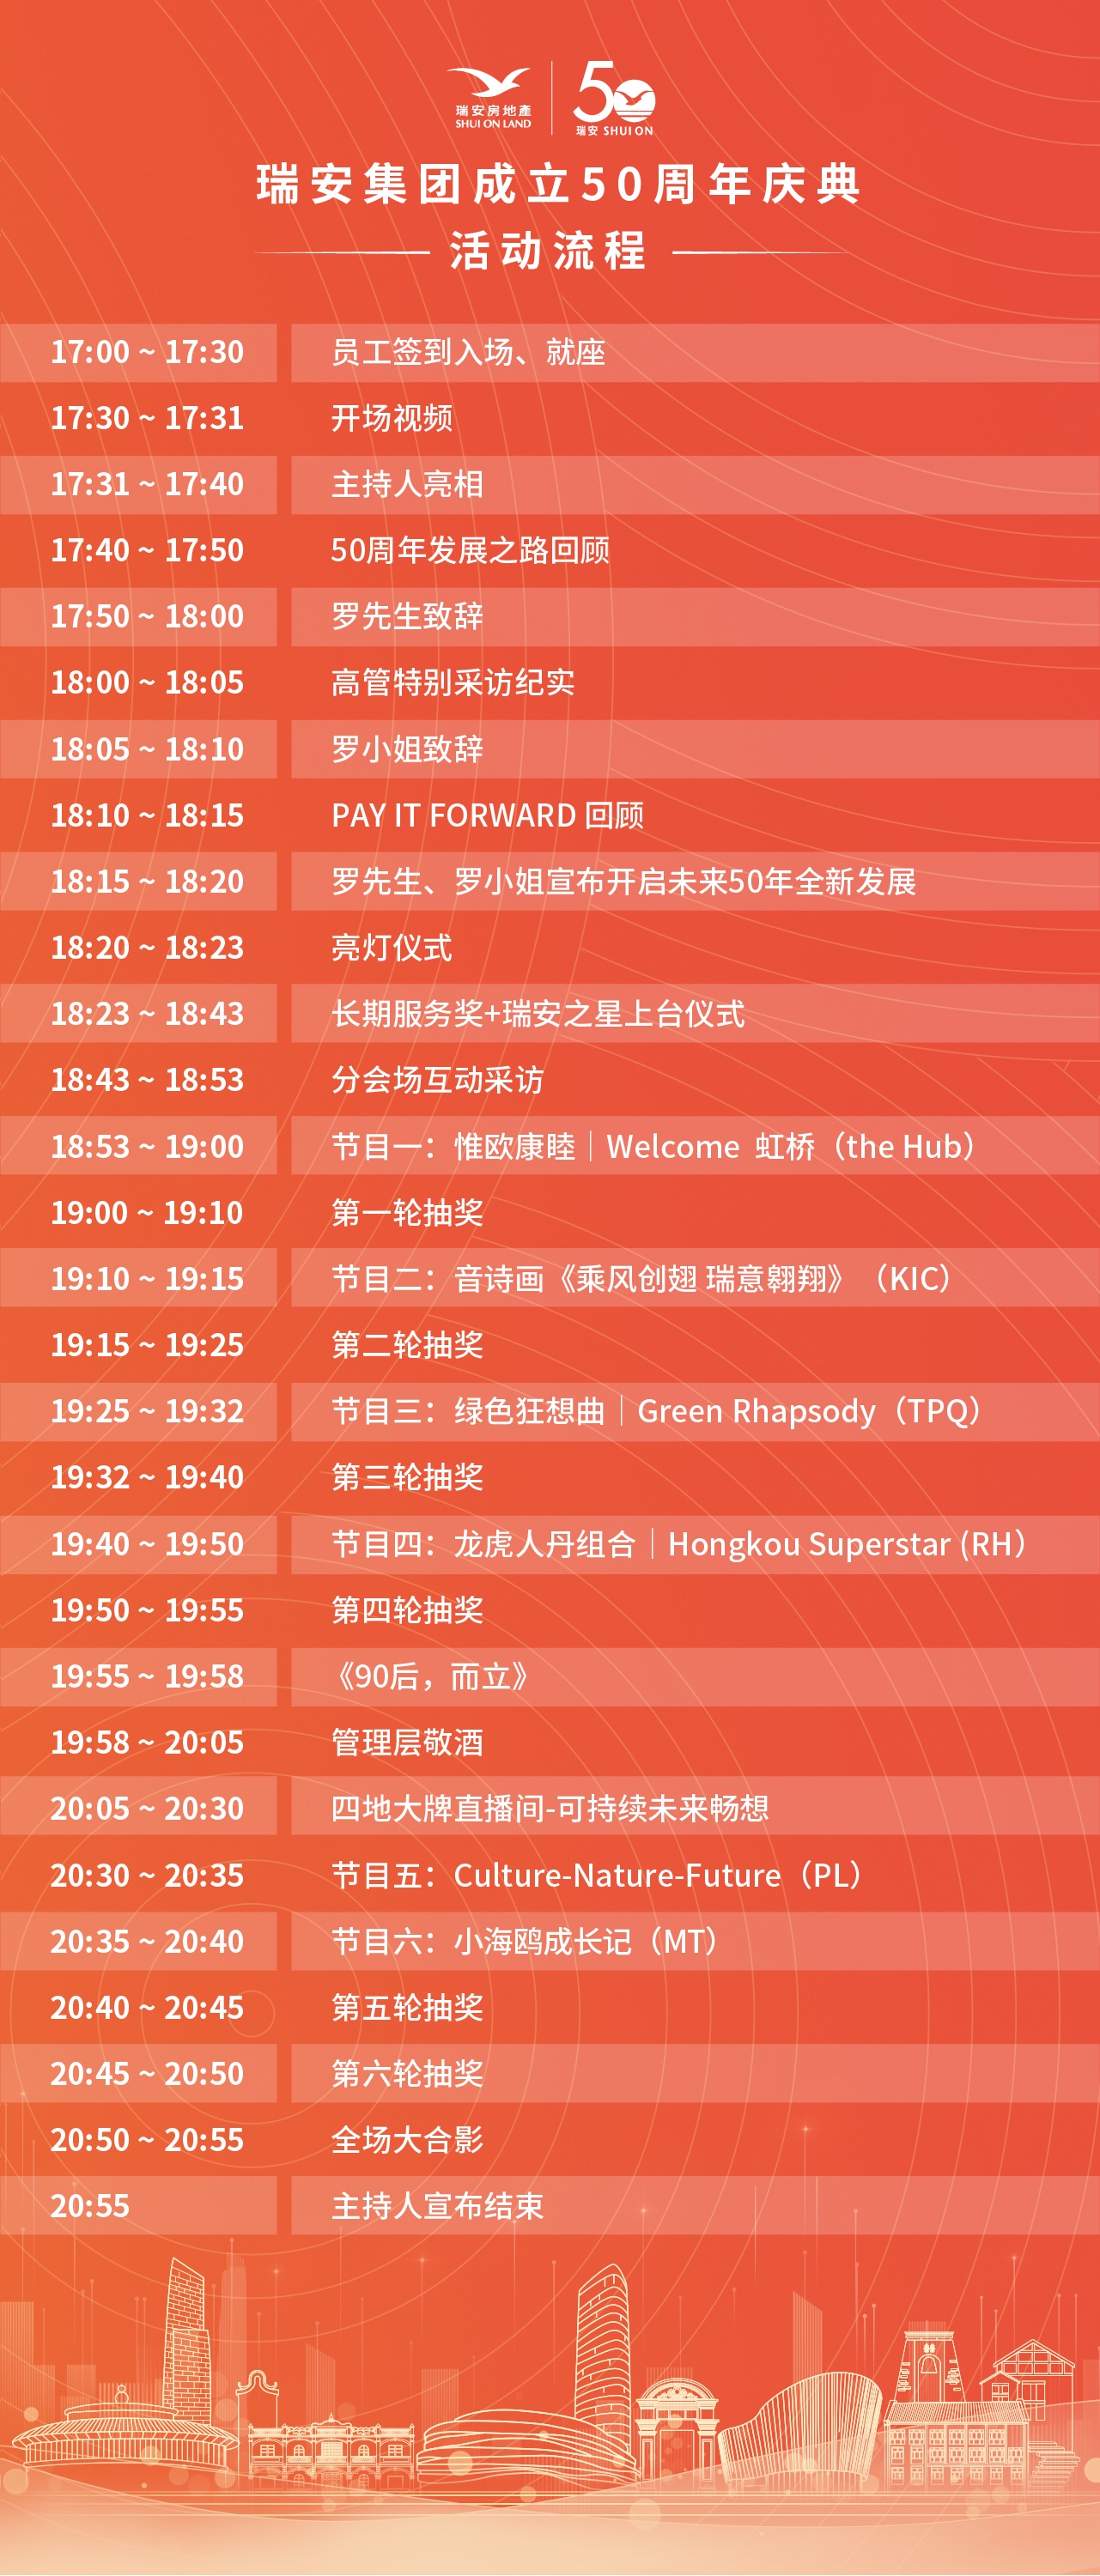 瑞安房地產
SHUI ON LAND
50
瑞安 SHUI ON
瑞安集团成立50周年庆典
活动流程
17:00 ~ 17:30 员工签到入场、就座
17:30 ~ 17:31 开场视频
17:31 ~ 17:40 主持人亮相
17:40 ~ 17:50 50周年发展之路回顾
17:50 ~ 18:00 罗先生致辞
18:00 ~ 18:05 高管特别采访纪实
18:05 ~ 18:10 罗小姐致辞
18:10 ~ 18:15 PAY IT FORWARD 回顾
18:15 ~ 18:20 罗先生、罗小姐宣布开启未来50年全新发展
18:20 ~ 18:23 亮灯仪式
18:23 ~ 18:43 长期服务奖+瑞安之星上台仪式
18:43 ~ 18:53 分会场互动采访
18:53 ~ 19:00 节目一：惟欧康睦｜Welcome 虹桥（the Hub）
19:00 ~ 19:10 第一轮抽奖
19:10 ~ 19:15 节目二：音诗画《乘风创翅 瑞意翱翔》（KIC）
19:15 ~ 19:25 第二轮抽奖
19:25 ~ 19:32 节目三：绿色狂想曲｜Green Rhapsody（TPQ）
19:32 ~ 19:40 第三轮抽奖
19:40 ~ 19:50 节目四：龙虎人丹组合｜Hongkou Superstar (RH）
19:50 ~ 19:55 第四轮抽奖
19:55 ~ 19:58 《90后，而立》
19:58 ~ 20:05 管理层敬酒
20:05 ~ 20:30 四地大牌直播间-可持续未来畅想
20:30 ~ 20:35 节目五：Culture-Nature-Future（PL）
20:35 ~ 20:40 节目六：小海鸥成长记（MT）
20:40 ~ 20:45 第五轮抽奖
20:45 ~ 20:50 第六轮抽奖
20:50 ~ 20:55 全场大合影
20:55 主持人宣布结束